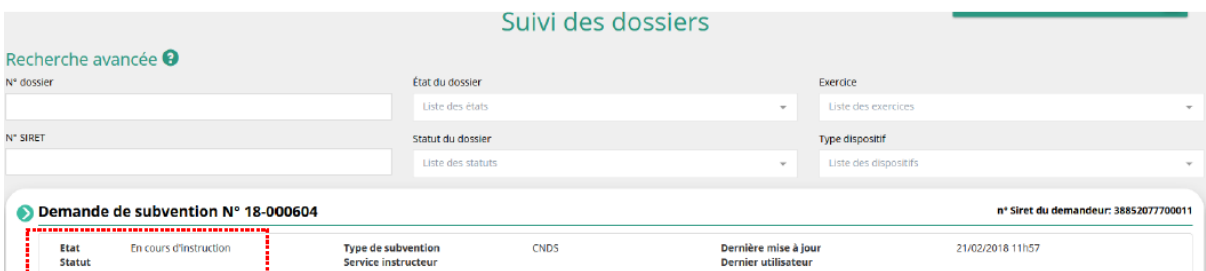 Suivi des dossiers
Recherche avancée ?
N° dossier État du dossier Exercice
Liste des états Liste des exercices
N° SIRET Statut du dossier Type dispositif
Liste des statuts Liste des dispositifs
Demande de subvention N° 18-000604 n° Siret du demandeur: 38852077700011
Etat En cours d'instruction Type de subvention CNDS Dernière mise à jour 21/02/2018 11h57
Statut Service instructeur Dernier utilisateur